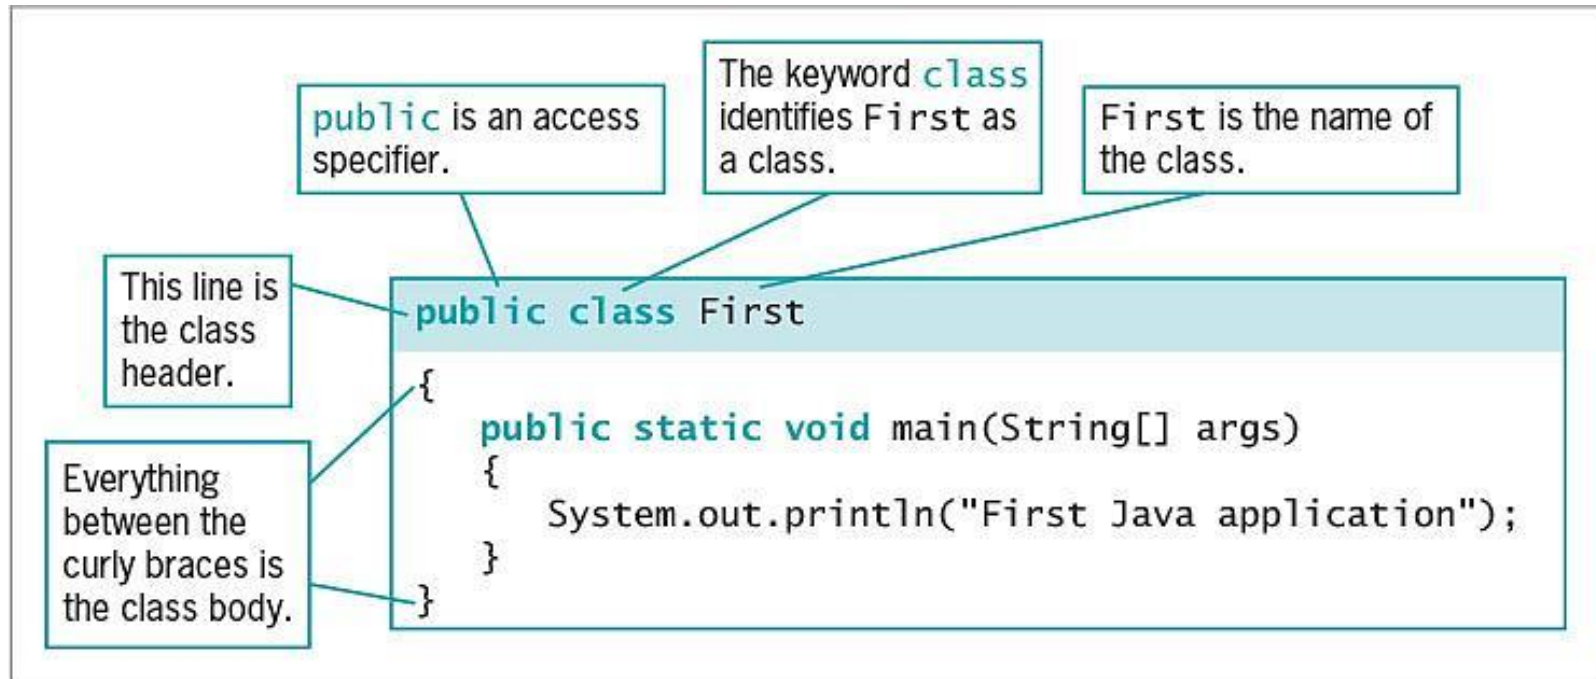 public is an access
specifier.
The keyword class
identifies First as
a class.
First is the name of
the class.
This line is
the class
header.
public class First
{
public static void main(String[] args)
{
System.out.println("First Java application");
}
}
Everything
between the
curly braces is
the class body.